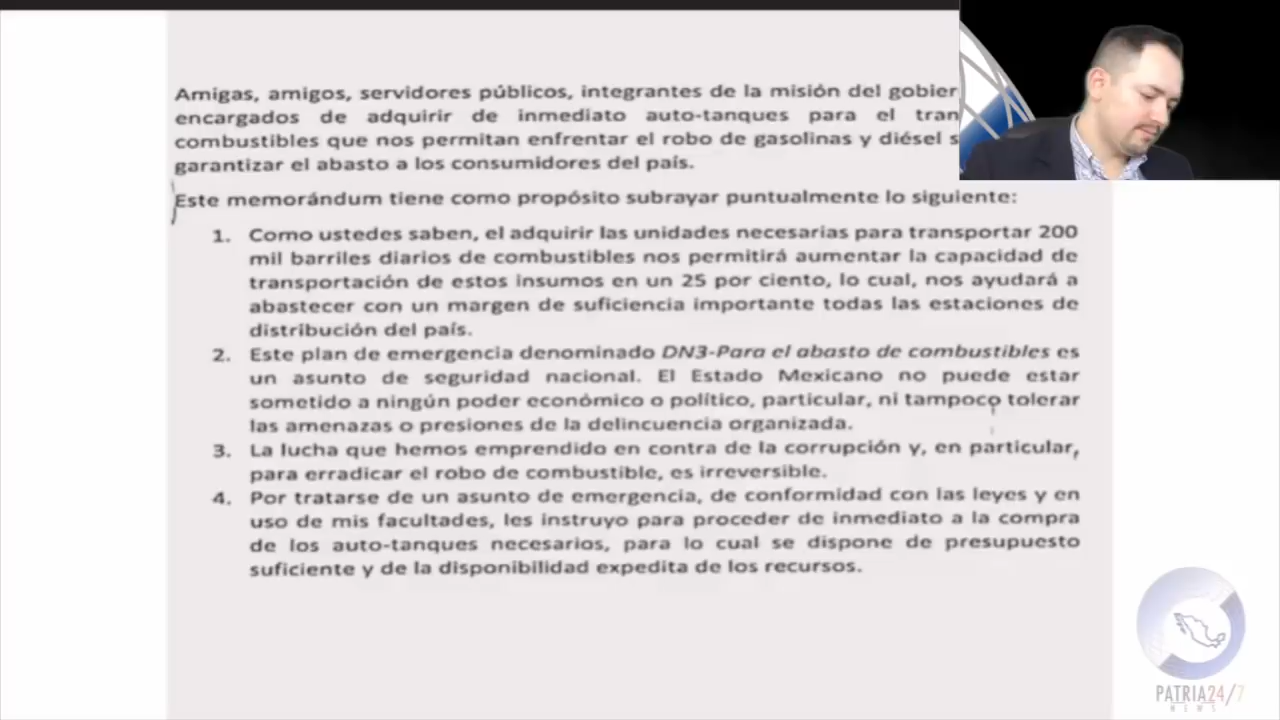 Amigas, amigos, servidores públicos, integrantes de la misión del gobier
encargados de adquirir de inmediato auto-tanques para el tran
combustibles que nos permitan enfrentar el robo de gasolinas y diésel s
garantizar el abasto a los consumidores del país.
Este memorándum tiene como propósito subrayar puntualmente lo siguiente:
1. Como ustedes saben, el adquirir las unidades necesarias para transportar 200
mil barriles diarios de combustibles nos permitirá aumentar la capacidad de
transportación de estos insumos en un 25 por ciento, lo cual, nos ayudará a
abastecer con un margen de suficiencia importante todas las estaciones de
distribución del país.
2. Este plan de emergencia denominado DN3-Para el abasto de combustibles es
un asunto de seguridad nacional. El Estado Mexicano no puede estar
sometido a ningún poder económico o político, particular, ni tampoco tolerar
las amenazas o presiones de la delincuencia organizada.
3. La lucha que hemos emprendido en contra de la corrupción y, en particular,
para erradicar el robo de combustible, es irreversible.
4. Por tratarse de un asunto de emergencia, de conformidad con las leyes y en
uso de mis facultades, les instruyo para proceder de inmediato a la compra
de los auto-tanques necesarios, para lo cual se dispone de presupuesto
suficiente y de la disponibilidad expedita de los recursos.
PATRIA24/7
NEWS